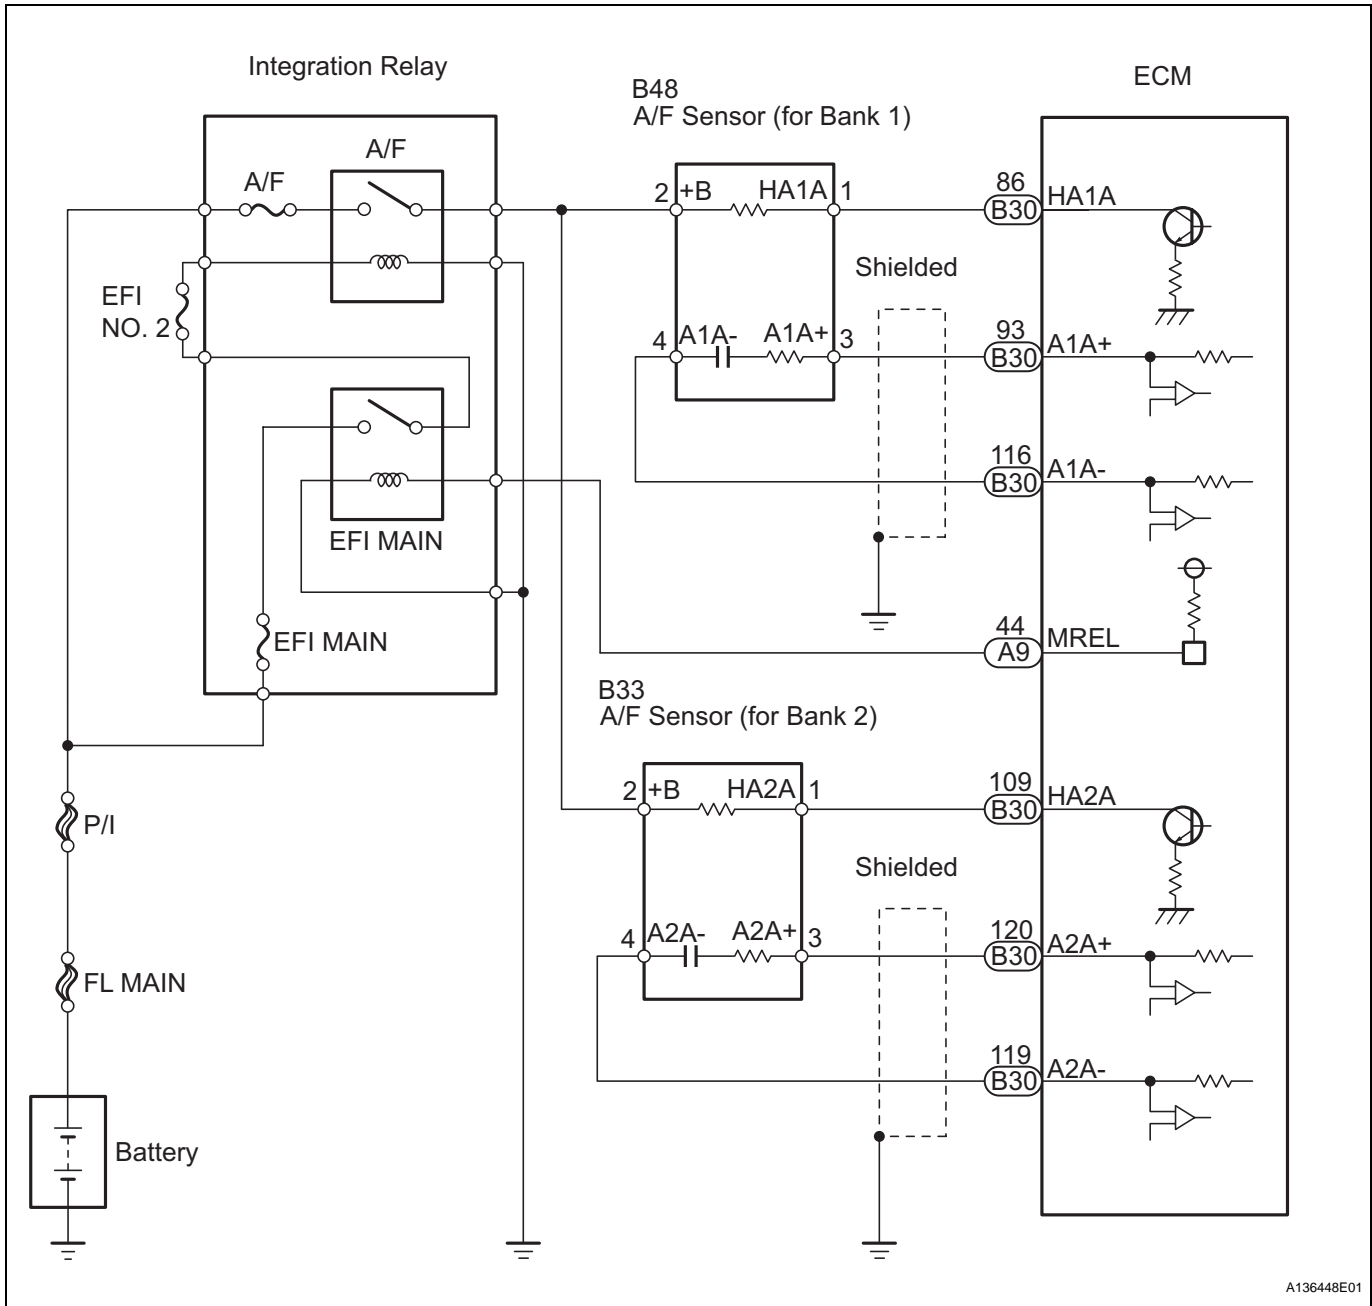 Integration Relay
B48
A/F Sensor (for Bank 1)
ECM
A/F
A/F
2
+B
HA1A
1
86
B30
HA1A
EFI
NO. 2
Shielded
4
A1A-
A1A+
3
93
B30
A1A+
116
B30
A1A-
EFI MAIN
EFI MAIN
44
A9
MREL
B33
A/F Sensor (for Bank 2)
2
+B
HA2A
1
109
B30
HA2A
P/I
Shielded
4
A2A-
A2A+
3
120
B30
A2A+
FL MAIN
119
B30
A2A-
Battery
A136448E01